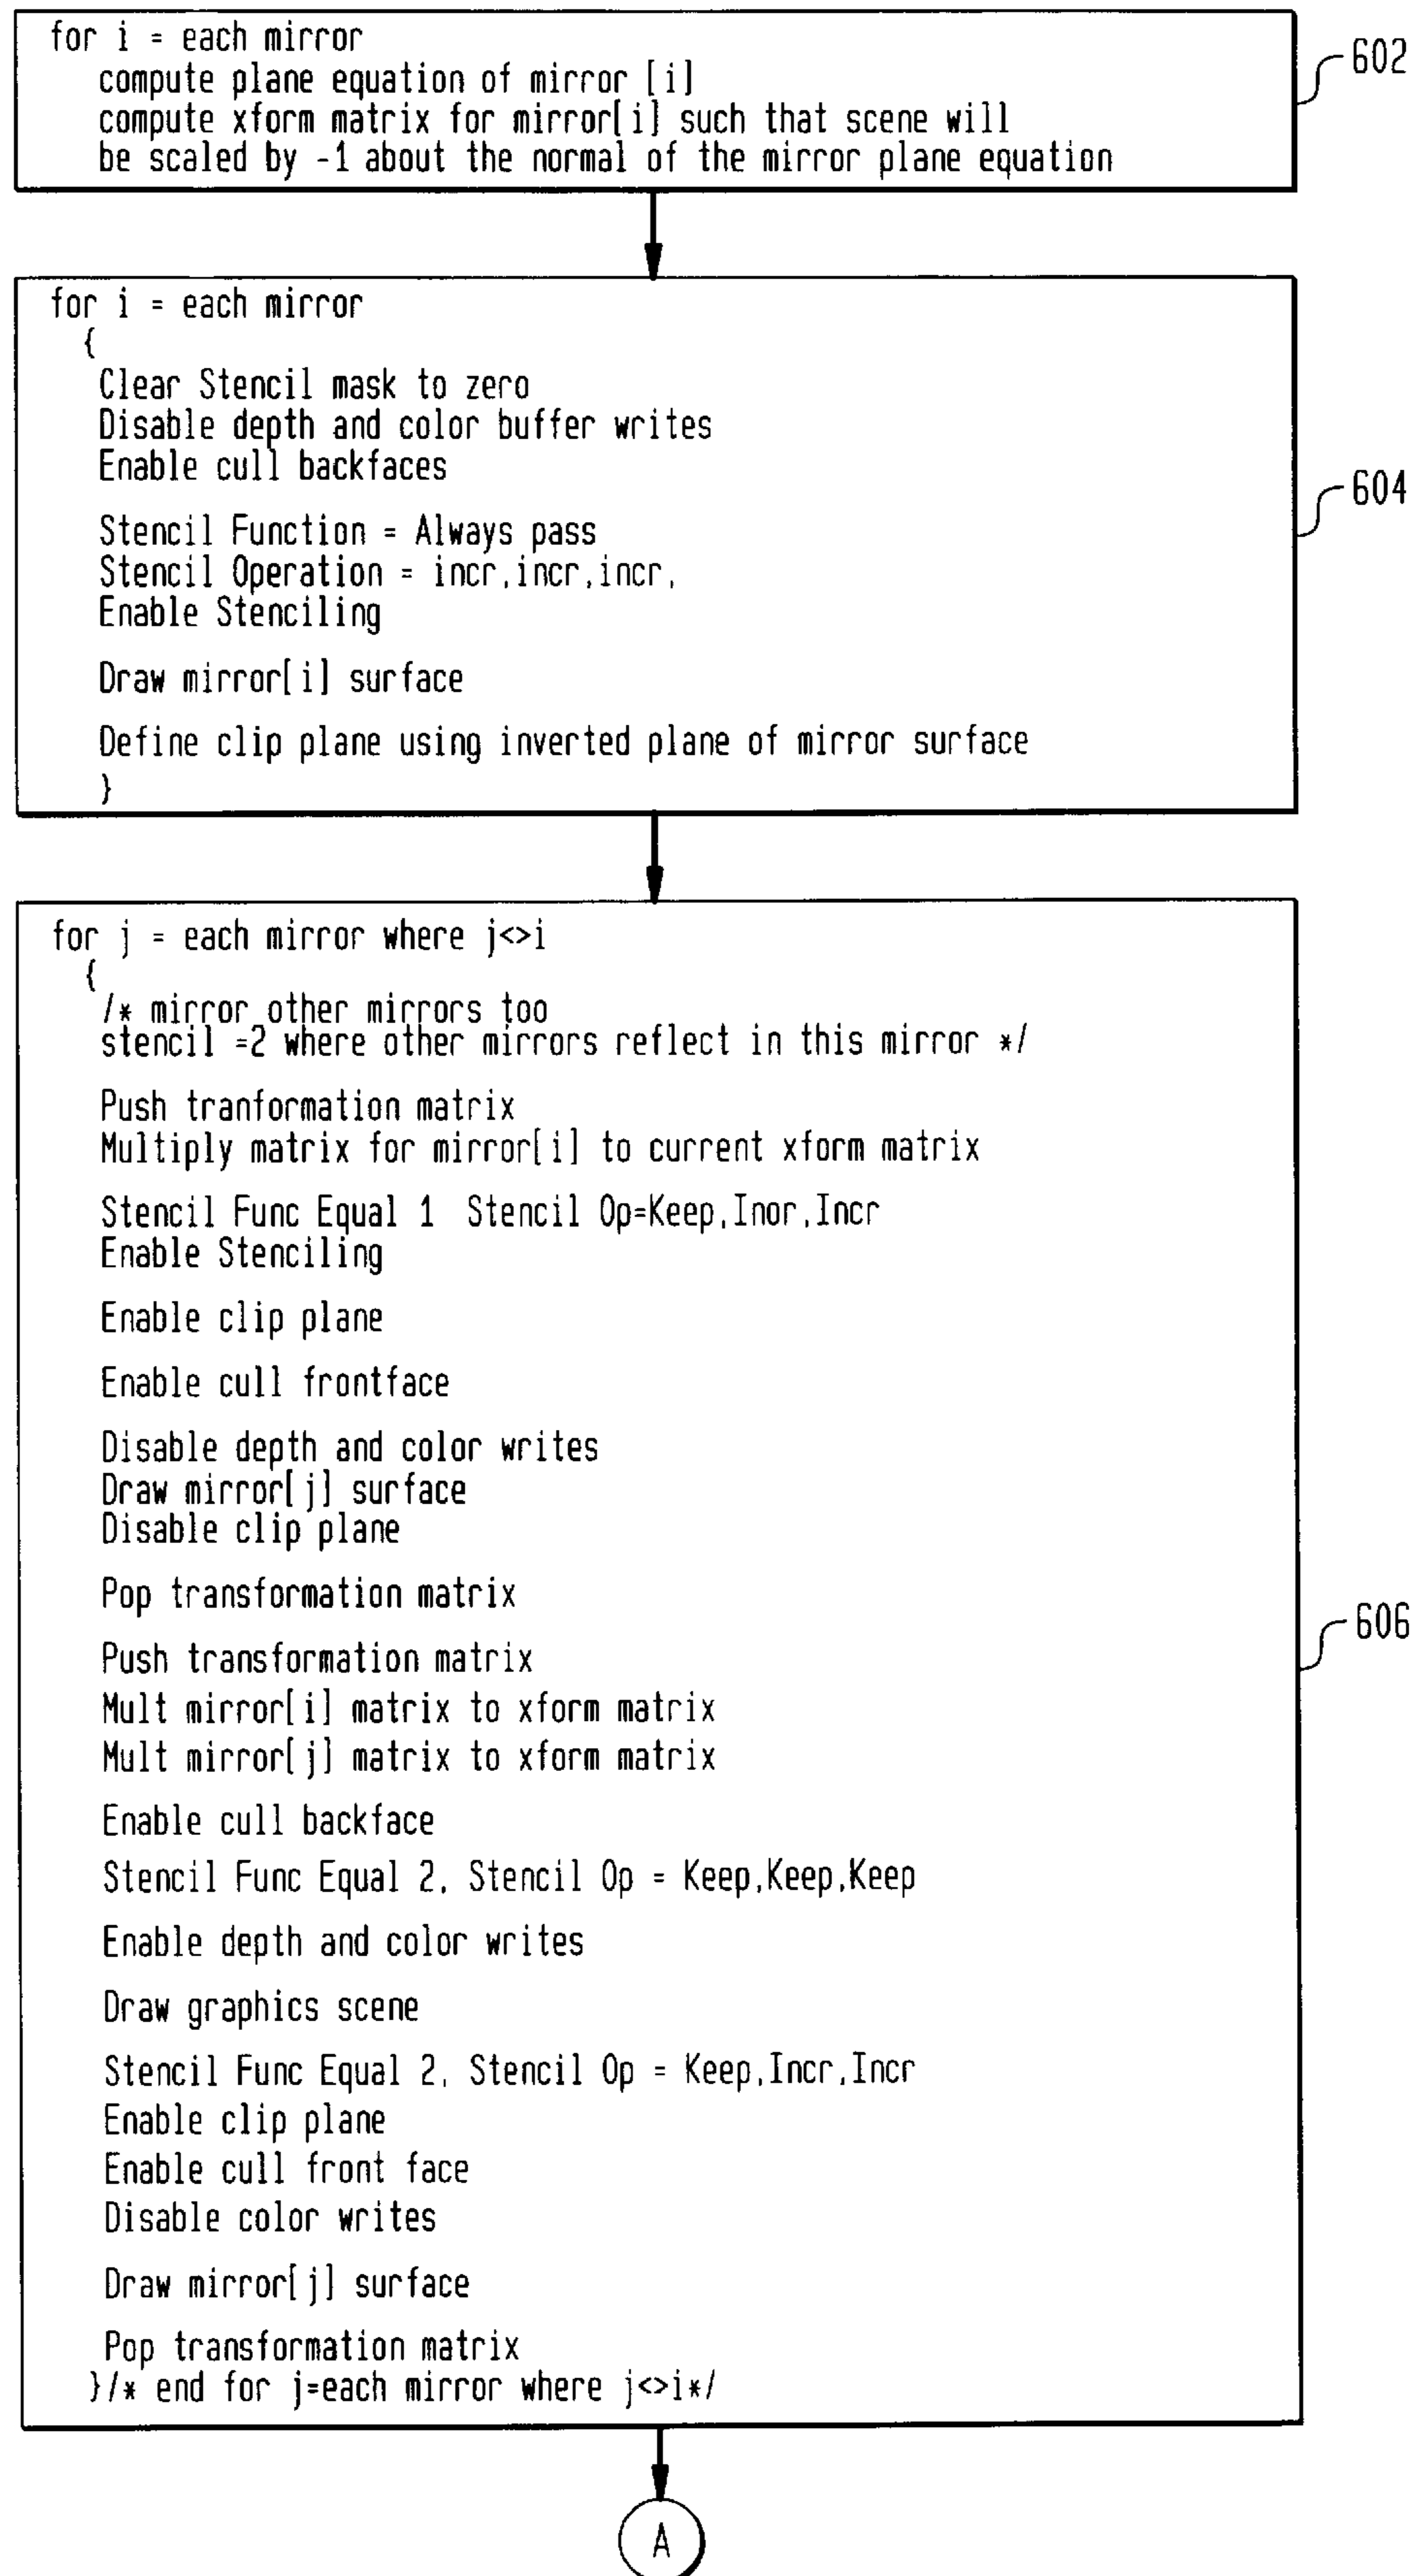 for i = each mirror
compute plane equation of mirror [i]
compute xform matrix for mirror[i] such that scene will
be scaled by -1 about the normal of the mirror plane equation
602
for i = each mirror
{
Clear Stencil mask to zero
Disable depth and color buffer writes
Enable cull backfaces
Stencil Function = Always pass
Stencil Operation = incr,incr,incr,
Enable Stenciling
Draw mirror[i] surface
Define clip plane using inverted plane of mirror surface
}
604
for j = each mirror where j<>i
{
/* mirror other mirrors too
stencil =2 where other mirrors reflect in this mirror */
Push tranformation matrix
Multiply matrix for mirror[i] to current xform matrix
Stencil Func Equal 1 Stencil Op=Keep,Inor,Incr
Enable Stenciling
Enable clip plane
Enable cull frontface
Disable depth and color writes
Draw mirror[j] surface
Disable clip plane
Pop transformation matrix
Push transformation matrix
Mult mirror[i] matrix to xform matrix
Mult mirror[j] matrix to xform matrix
Enable cull backface
Stencil Func Equal 2, Stencil Op = Keep,Keep,Keep
Enable depth and color writes
Draw graphics scene
Stencil Func Equal 2, Stencil Op = Keep,Incr,Incr
Enable clip plane
Enable cull front face
Disable color writes
Draw mirror[j] surface
Pop transformation matrix
}/* end for j=each mirror where j<>i*/
606
A